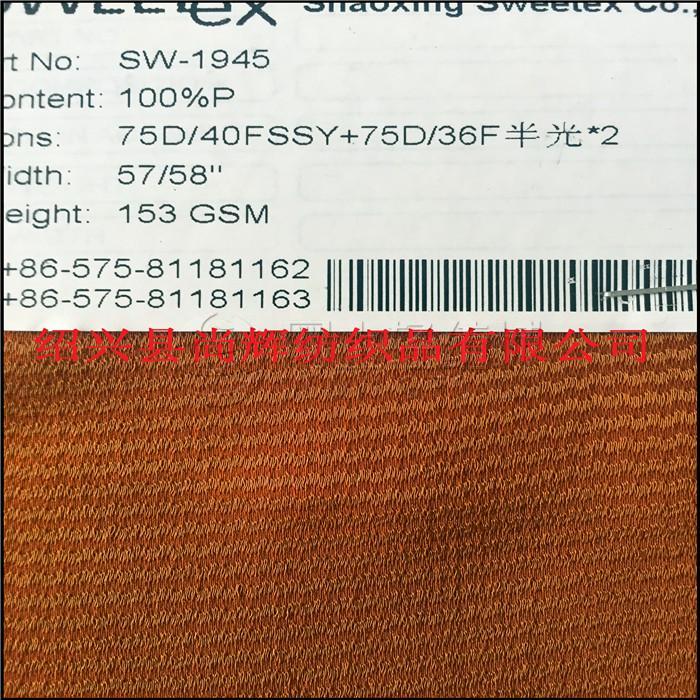 Shaoxing Sweetex Co.,
rt No: SW-1945
ontent: 100%P
ons: 75D/40FSSY+75D/36F半光*2
idth: 57/58"
eight: 153 GSM
+86-575-81181162
+86-575-81181163
绍兴县尚辉纺织品有限公司